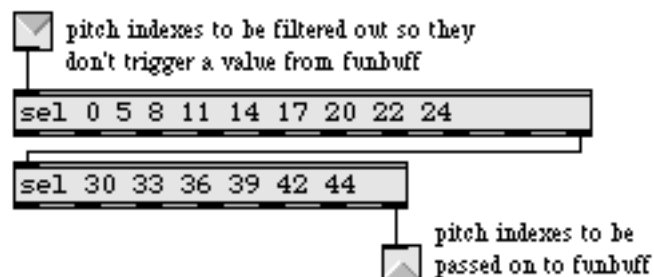 pitch indexes to be filtered out so they
don't trigger a value from funbuff
sel 0 5 8 11 14 17 20 22 24
sel 30 33 36 39 42 44
pitch indexes to be
passed on to funbuff